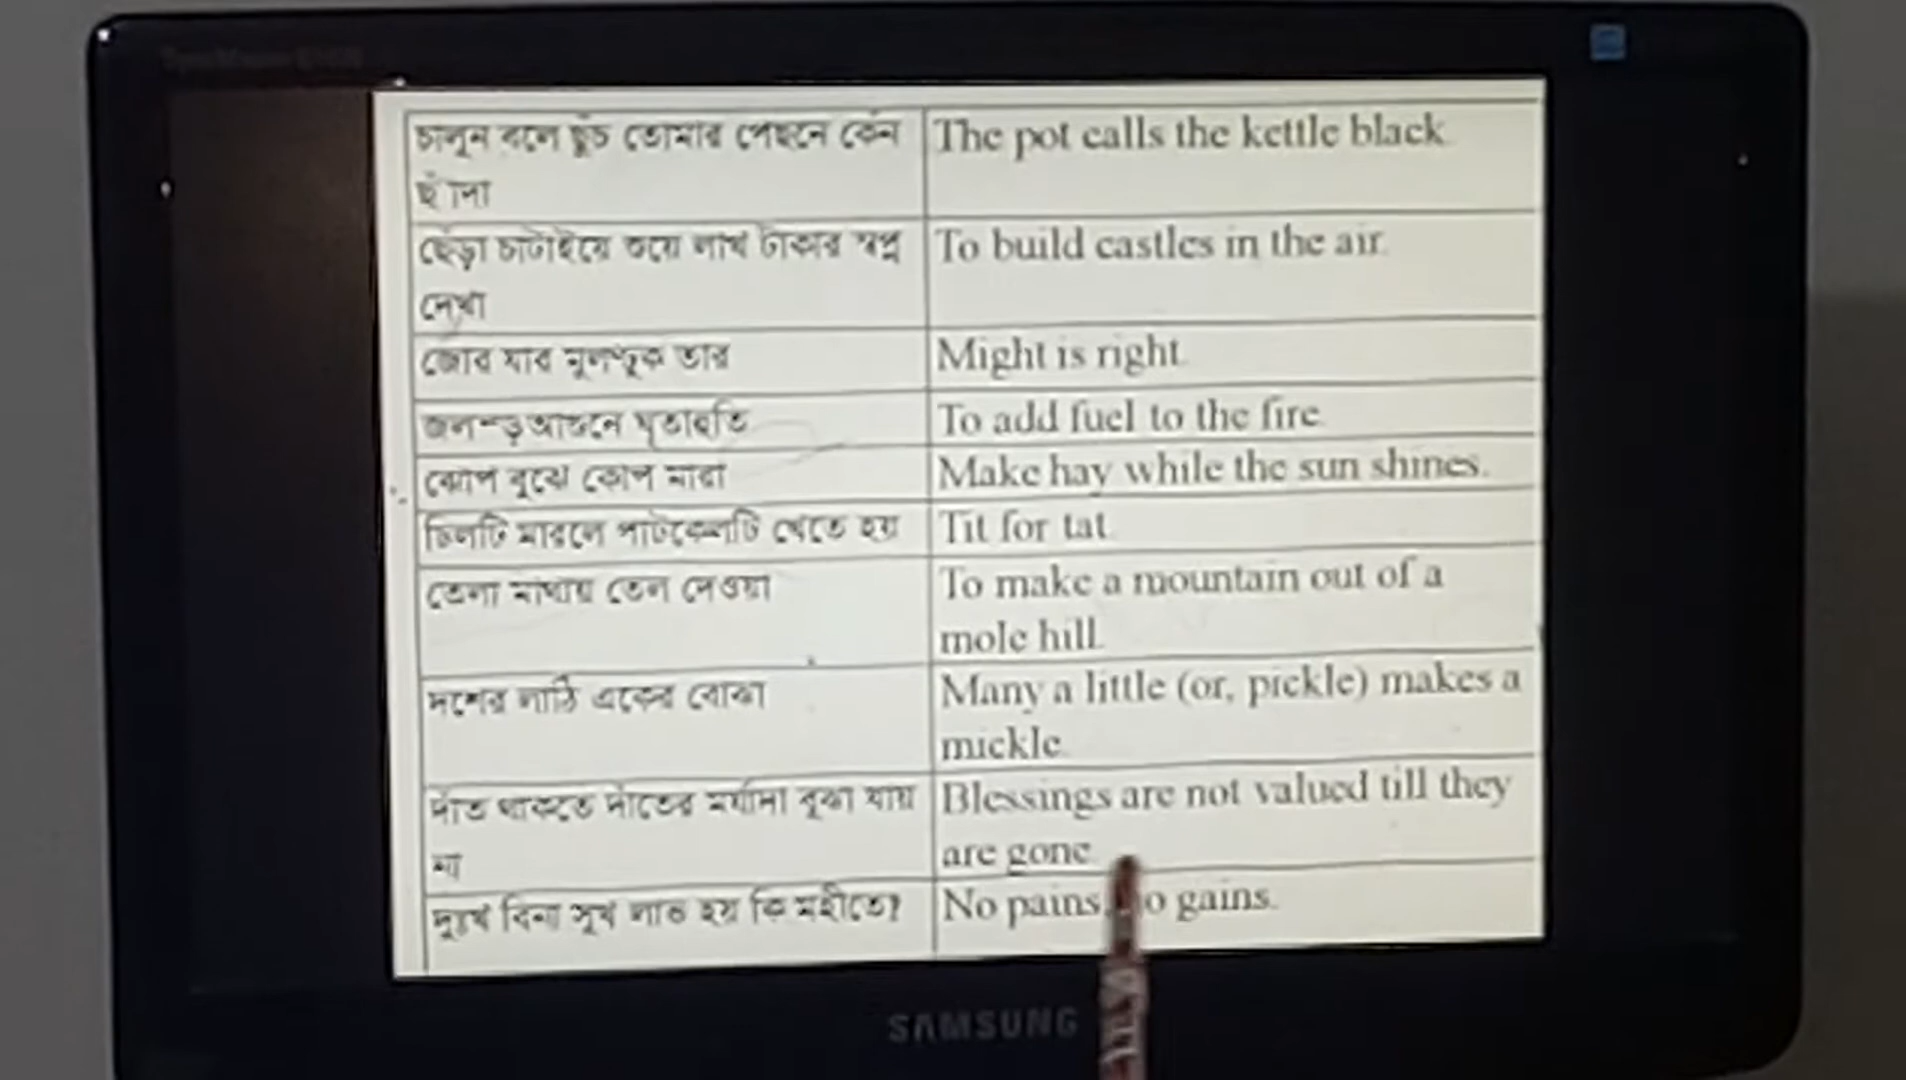 চালুন বলে ছুঁচ তোমার পেছনে কেন
ছ্যাঁদা
The pot calls the kettle black.
ছেঁড়া চাটাইয়ে শুয়ে লাখ টাকার স্বপ্ন
দেখা
To build castles in the air.
জোর যার মুল্লুক তার
Might is right.
জলন্ত আগুনে ঘৃতাহুতি
To add fuel to the fire.
ঝোপ বুঝে কোপ মারা
Make hay while the sun shines.
ঢিলটি মারলে পাটকেলটি খেতে হয়
Tit for tat.
তেলা মাথায় তেল দেওয়া
To make a mountain out of a
mole hill.
দশের লাঠি একের বোঝা
Many a little (or, pickle) makes a
mickle.
দাঁত থাকতে দাঁতের মর্যাদা বুঝা যায়
না
Blessings are not valued till they
are gone.
দুঃখ বিনা সুখ লাভ হয় কি মহীতে?
No pains, no gains.
SAMSUNG